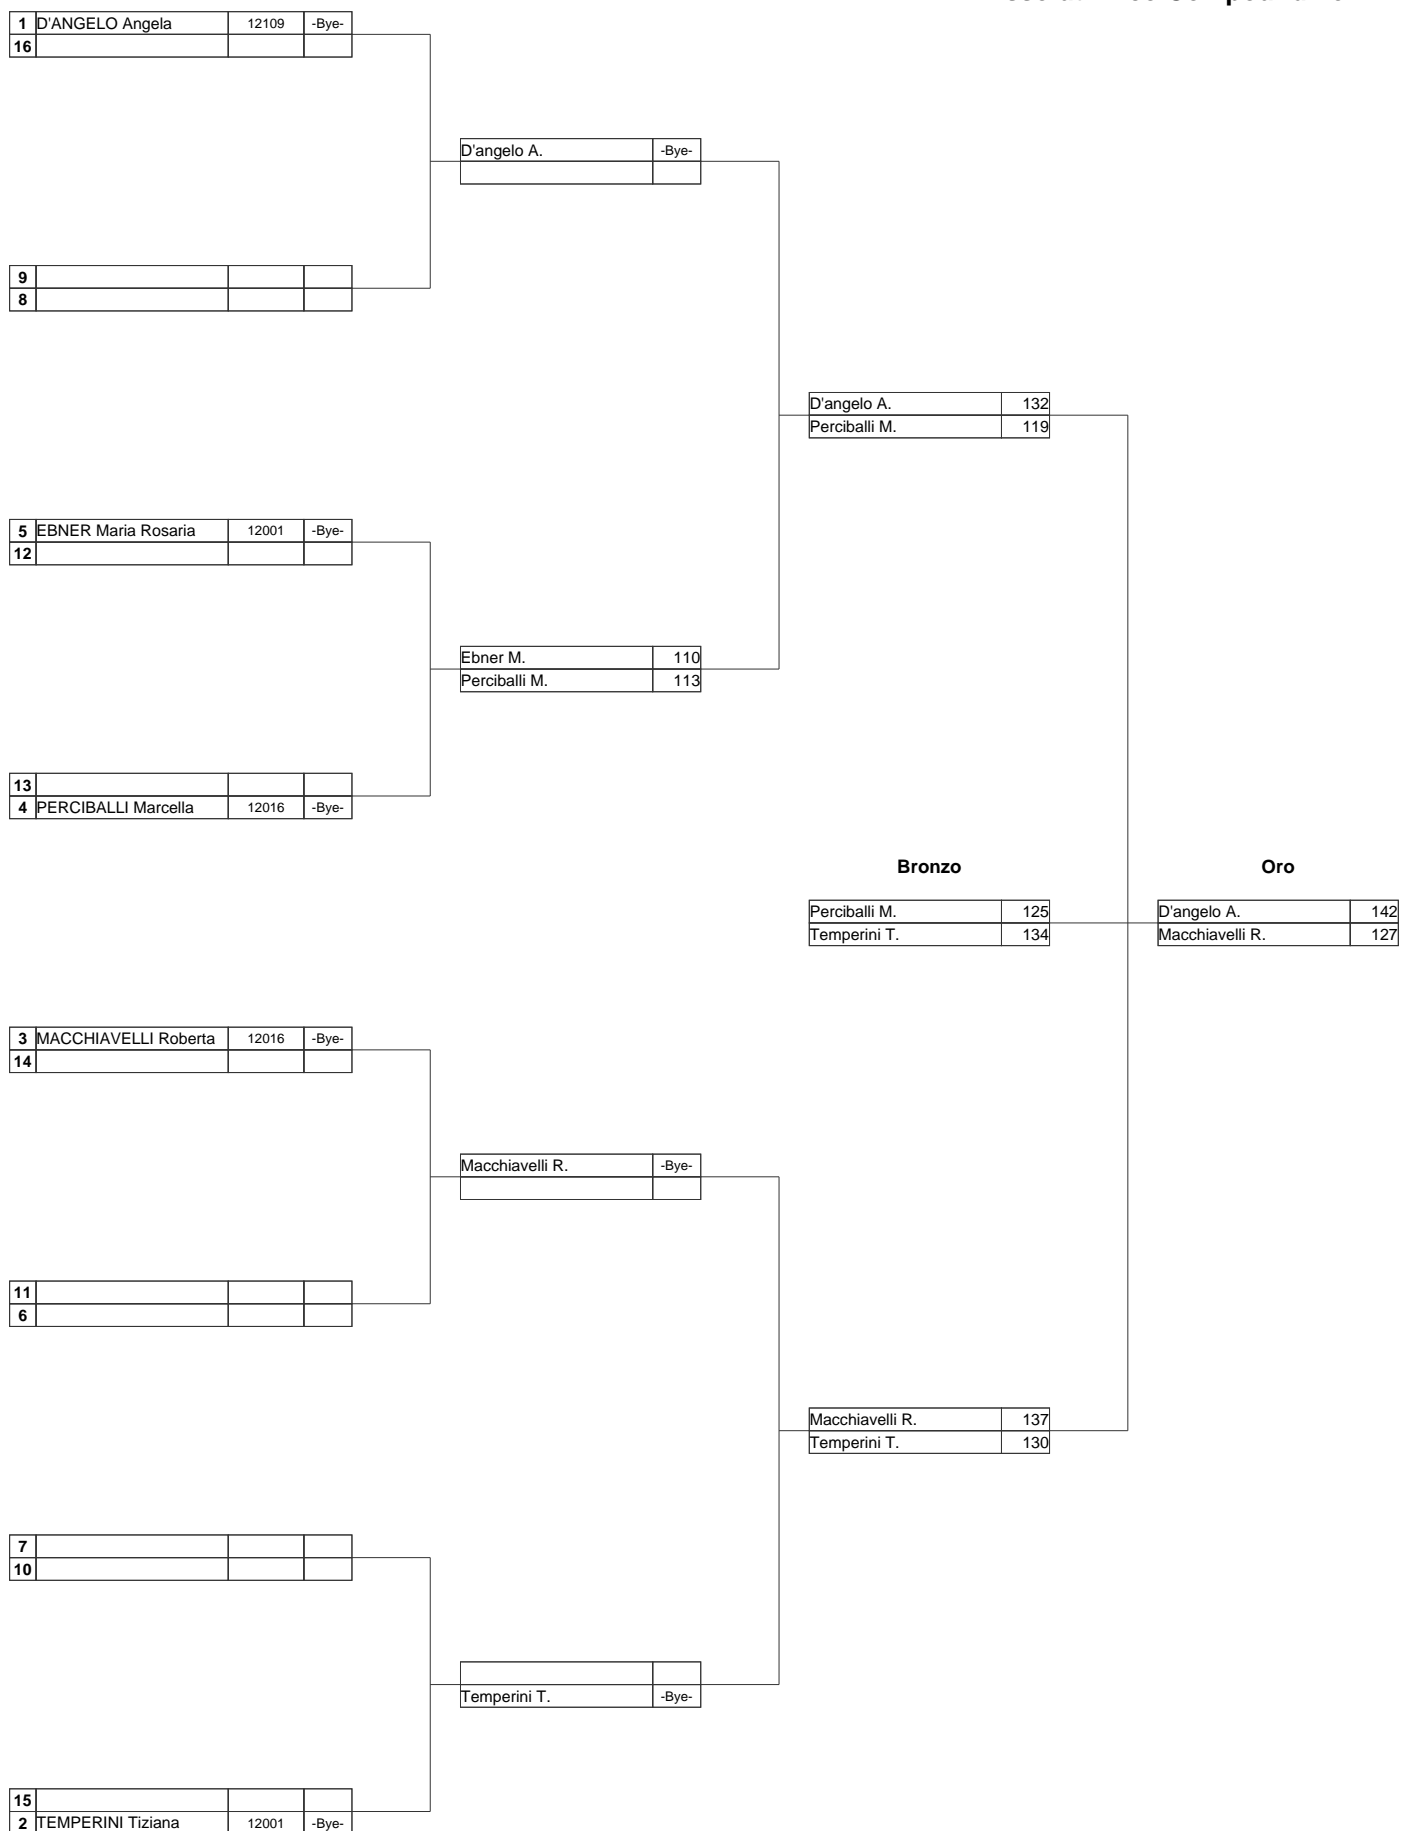 1 D'ANGELO Angela 12109 -Bye-
16
D'angelo A. -Bye-
9
8
D'angelo A. 132
Perciballi M. 119
5 EBNER Maria Rosaria 12001 -Bye-
12
Ebner M. 110
Perciballi M. 113
13
4 PERCIBALLI Marcella 12016 -Bye-
Bronzo Oro
Perciballi M. 125 D'angelo A. 142
Temperini T. 134 Macchiavelli R. 127
3 MACCHIAVELLI Roberta 12016 -Bye-
14
Macchiavelli R. -Bye-
11
6
Macchiavelli R. 137
Temperini T. 130
7
10
Temperini T. -Bye-
15
2 TEMPERINI Tiziana 12001 -Bye-